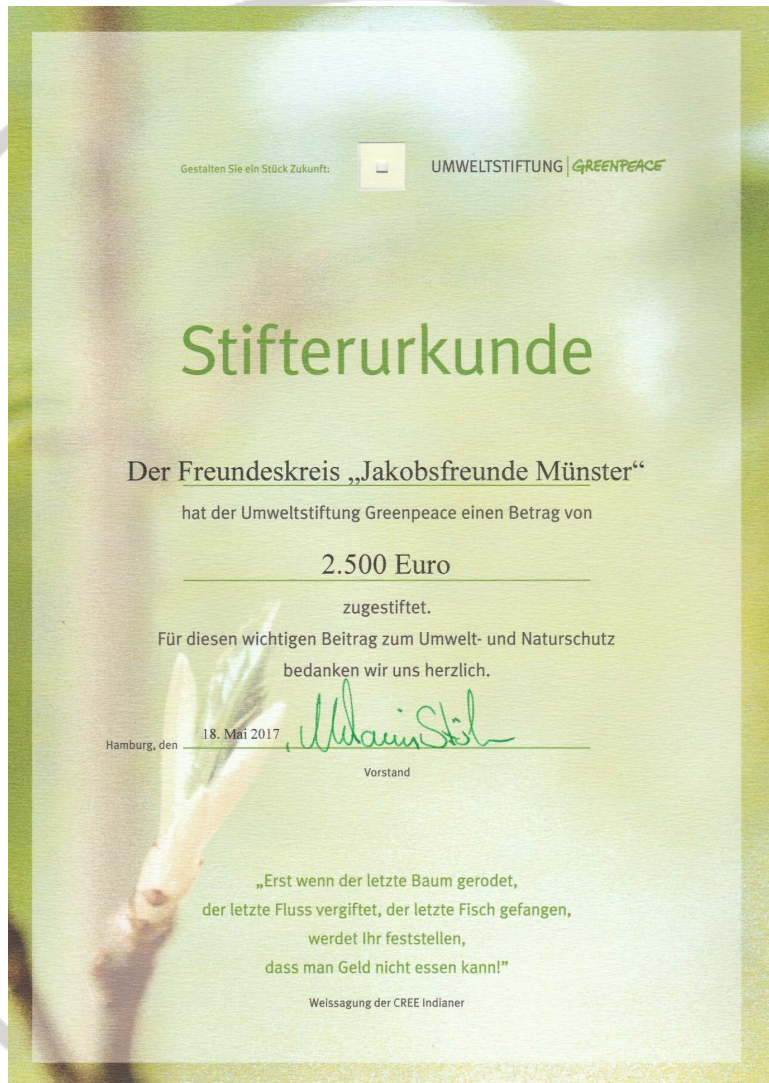 Gestalten Sie ein Stück Zukunft:
UMWELTSTIFTUNG | GREENPEACE
Stifterurkunde
Der Freundeskreis „Jakobsfreunde Münster“
hat der Umweltstiftung Greenpeace einen Betrag von
2.500 Euro
zugestiftet.
Für diesen wichtigen Beitrag zum Umwelt- und Naturschutz
bedanken wir uns herzlich.
Hamburg, den 18. Mai 2017,
Vorstand
„Erst wenn der letzte Baum gerodet,
der letzte Fluss vergiftet, der letzte Fisch gefangen,
werdet Ihr feststellen,
dass man Geld nicht essen kann!”
Weissagung der CREE Indianer